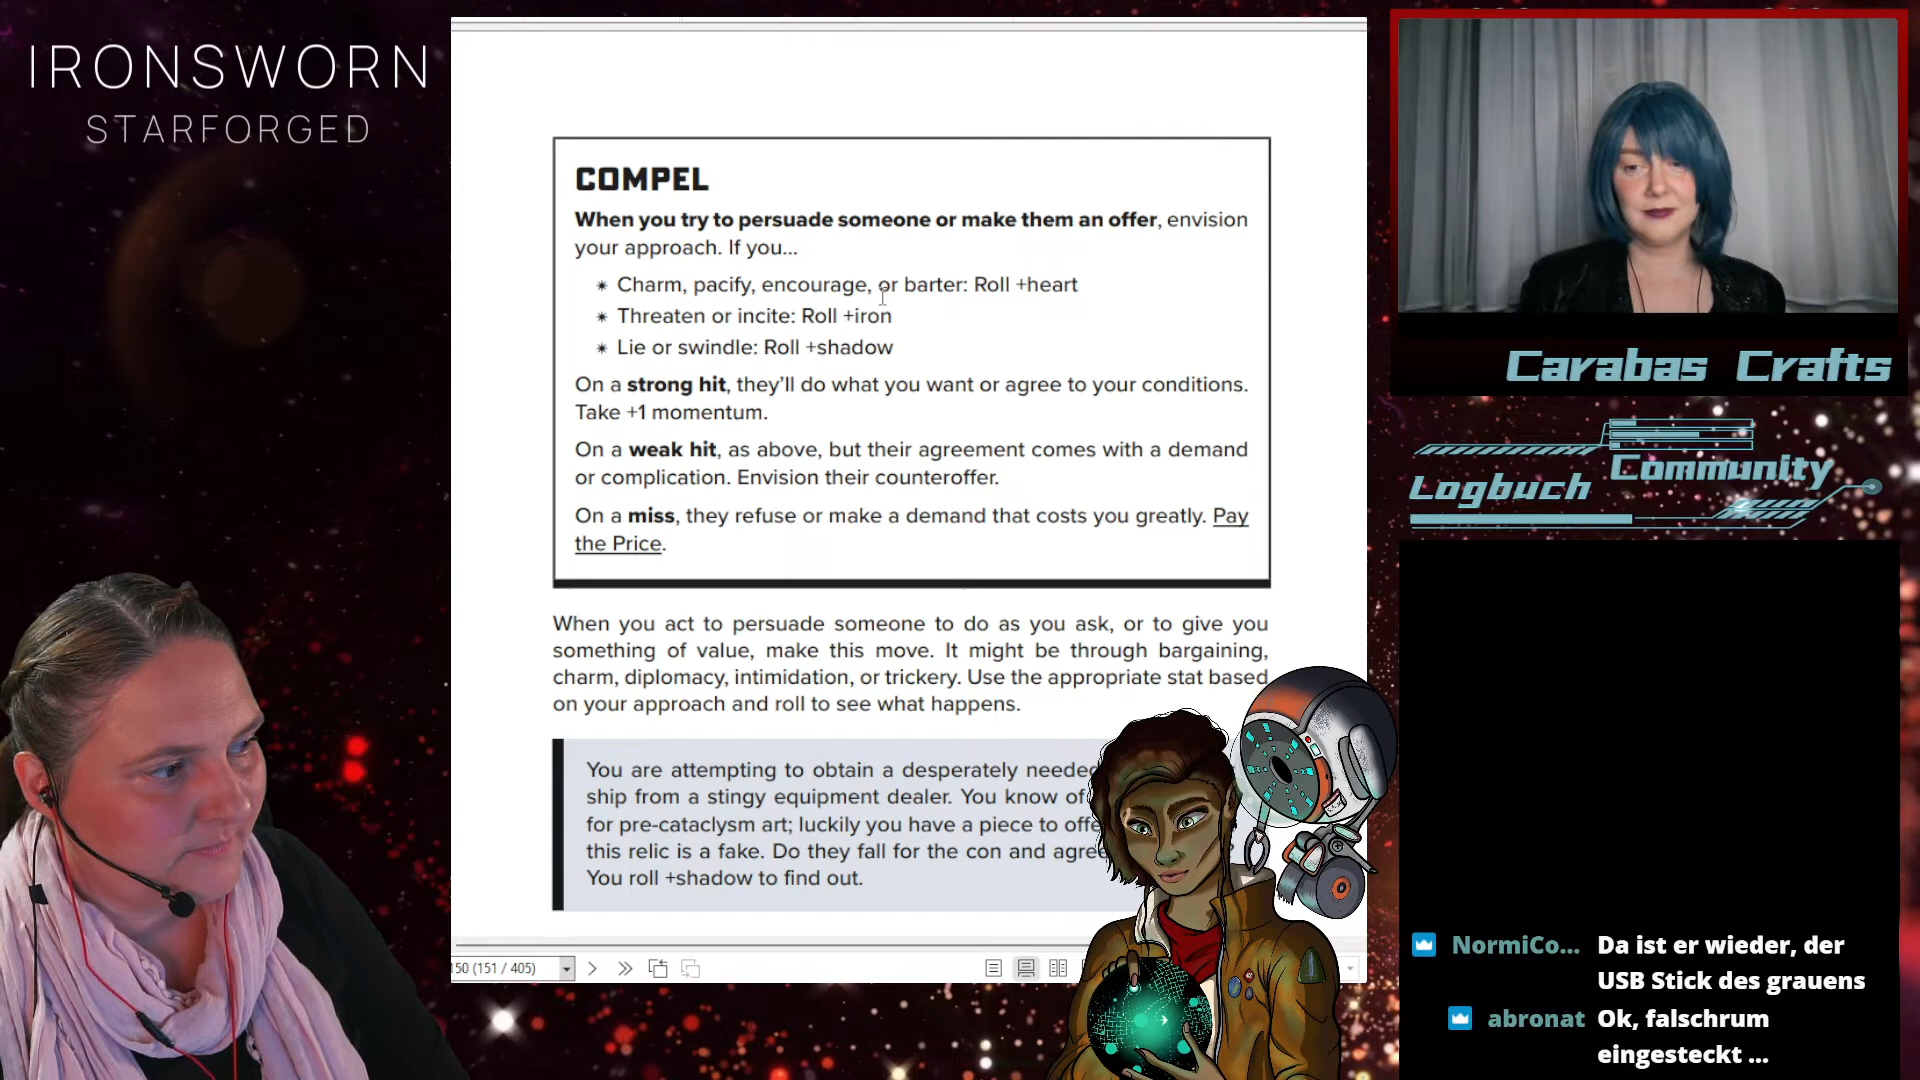 IRONSWORN
STARFORGED
COMPEL
When you try to persuade someone or make them an offer, envision
your approach. If you...
✴ Charm, pacify, encourage, or barter: Roll +heart
✴ Threaten or incite: Roll +iron
✴ Lie or swindle: Roll +shadow
On a strong hit, they’ll do what you want or agree to your conditions.
Take +1 momentum.
On a weak hit, as above, but their agreement comes with a demand
or complication. Envision their counteroffer.
On a miss, they refuse or make a demand that costs you greatly. Pay
the Price.
When you act to persuade someone to do as you ask, or to give you
something of value, make this move. It might be through bargaining,
charm, diplomacy, intimidation, or trickery. Use the appropriate stat based
on your approach and roll to see what happens.
You are attempting to obtain a desperately needed
ship from a stingy equipment dealer. You know of
for pre-cataclysm art; luckily you have a piece to offe
this relic is a fake. Do they fall for the con and agre
You roll +shadow to find out.
150 (151 / 405)
Carabas Crafts
Logbuch Community
NormiCo... Da ist er wieder, der
USB Stick des grauens
abronat Ok, falschrum
eingesteckt ...